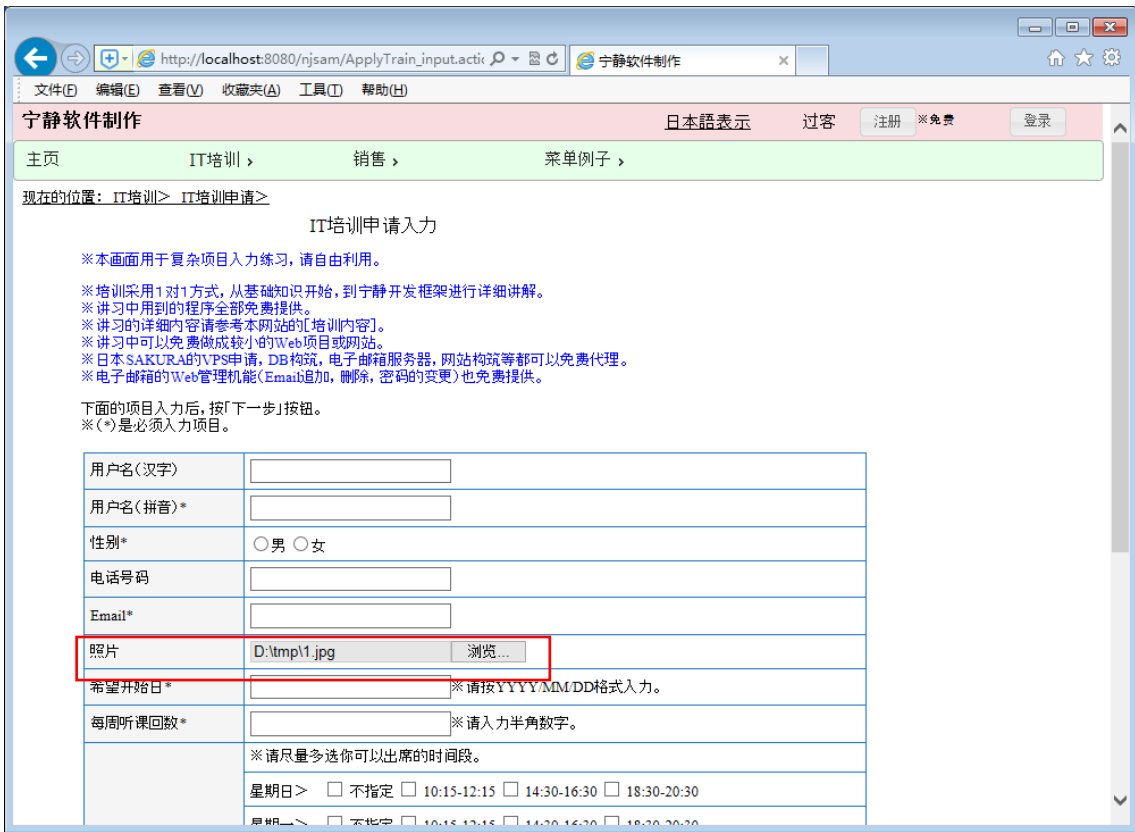 http://localhost:8080/njsam/ApplyTrain_input.actic
宁静软件制作
文件(F) 编辑(E) 查看(V) 收藏夹(A) 工具(T) 帮助(H)
宁静软件制作 日本語表示 过客 注册 ※免费 登录
主页 IT培训 › 销售 › 菜单例子 ›
现在的位置: IT培训＞ IT培训申请＞
IT培训申请入力
※本画面用于复杂项目入力练习,请自由利用。
※培训采用1对1方式,从基础知识开始,到宁静开发框架进行详细讲解。
※讲习中用到的程序全部免费提供。
※讲习的详细内容请参考本网站的[培训内容]。
※讲习中可以免费做成较小的Web项目或网站。
※日本SAKURA的VPS申请,DB构筑,电子邮箱服务器,网站构筑等都可以免费代理。
※电子邮箱的Web管理机能(Email追加,删除,密码的变更)也免费提供。
下面的项目入力后,按「下一步」按钮。
※(*)是必须入力项目。
用户名(汉字)
用户名(拼音)*
性别* 男 女
电话号码
Email*
照片 D:\tmp\1.jpg 浏览...
希望开始日* ※请按YYYY/MM/DD格式入力。
每周听课回数* ※请入力半角数字。
※请尽量多选你可以出席的时间段。
星期日＞ 不指定 10:15-12:15 14:30-16:30 18:30-20:30
星期一＞ 不指定 10:15-12:15 14:30-16:30 18:30-20:30